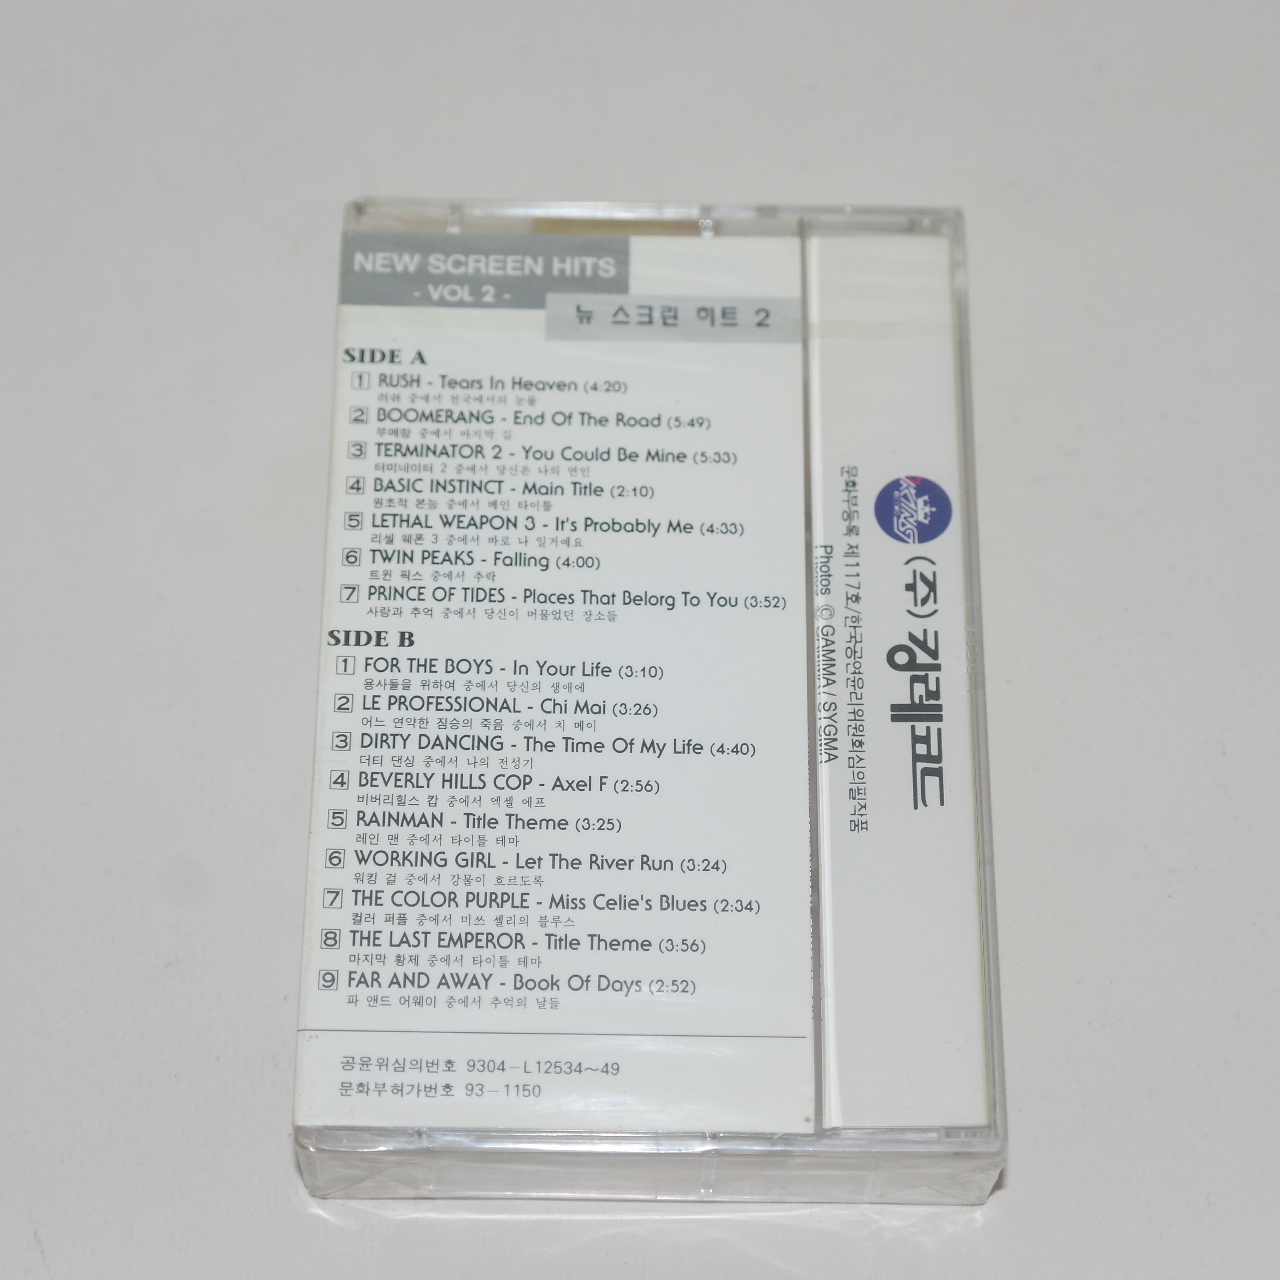 NEW SCREEN HITS
- VOL 2 -
뉴 스크린 히트 2
SIDE A
1 RUSH - Tears In Heaven (4:20)
러쉬 중에서 천국에서의 눈물
2 BOOMERANG - End Of The Road (5:49)
부메랑 중에서 마지막 길
3 TERMINATOR 2 - You Could Be Mine (5:33)
터미네이터 2 중에서 당신은 나의 연인
4 BASIC INSTINCT - Main Title (2:10)
원초적 본능 중에서 메인 타이틀
5 LETHAL WEAPON 3 - It's Probably Me (4:33)
리썰 웨폰 3 중에서 바로 나 일거예요
6 TWIN PEAKS - Falling (4:00)
트윈 픽스 중에서 추락
7 PRINCE OF TIDES - Places That Belorg To You (3:52)
사랑과 추억 중에서 당신이 머물었던 장소들
SIDE B
1 FOR THE BOYS - In Your Life (3:10)
용사들을 위하여 중에서 당신의 생애에
2 LE PROFESSIONAL - Chi Mai (3:26)
어느 연약한 짐승의 죽음 중에서 치 메이
3 DIRTY DANCING - The Time Of My Life (4:40)
더티 댄싱 중에서 나의 전성기
4 BEVERLY HILLS COP - Axel F (2:56)
비버리힐스 캅 중에서 엑셀 에프
5 RAINMAN - Title Theme (3:25)
레인 맨 중에서 타이틀 테마
6 WORKING GIRL - Let The River Run (3:24)
워킹 걸 중에서 강물이 흐르도록
7 THE COLOR PURPLE - Miss Celie's Blues (2:34)
컬러 퍼플 중에서 미쓰 셀리의 블루스
8 THE LAST EMPEROR - Title Theme (3:56)
마지막 황제 중에서 타이틀 테마
9 FAR AND AWAY - Book Of Days (2:52)
파 앤드 어웨이 중에서 추억의 날들
공윤위심의번호 9304-L12534~49
문화부허가번호 93-1150
KING
(주)킹레코드
문화부등록 제117호/한국공연윤리위원회심의필작품
Photos © GAMMA / SYGMA